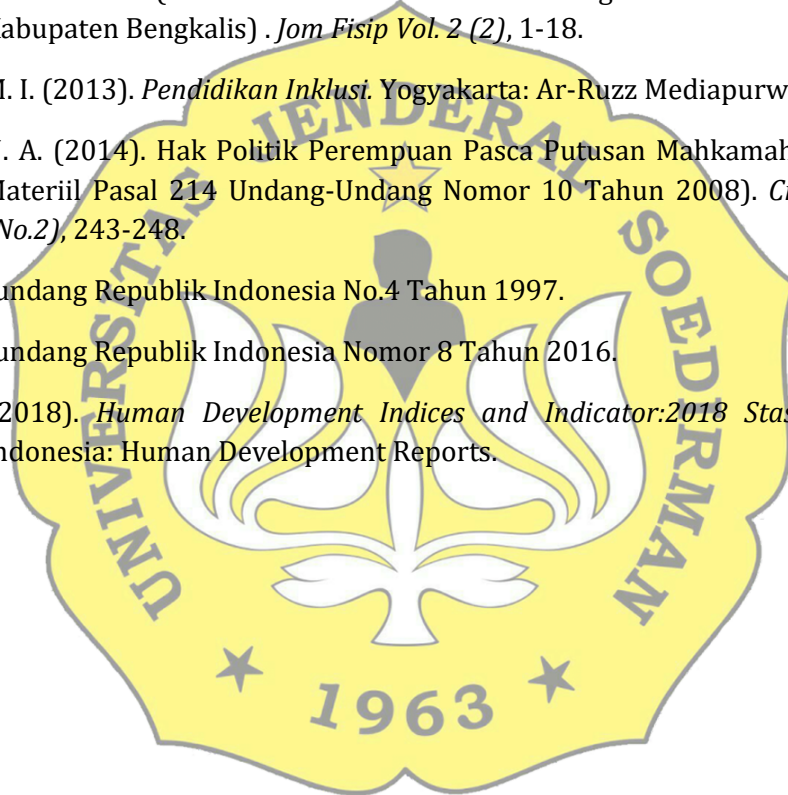 Kabupaten Bengkalis) . Jom Fisip Vol. 2 (2), 1-18.
M. I. (2013). Pendidikan Inklusi. Yogyakarta: Ar-Ruzz Mediapurw
J. A. (2014). Hak Politik Perempuan Pasca Putusan Mahkamah
Materiil Pasal 214 Undang-Undang Nomor 10 Tahun 2008).
No.2), 243-248.
undang Republik Indonesia No.4 Tahun 1997.
undang Republik Indonesia Nomor 8 Tahun 2016.
2018). Human Development Indices and Indicator:2018 Stas
Indonesia: Human Development Reports.
UNIVERSITAS JENDERAL SOEDIRMAN
1963